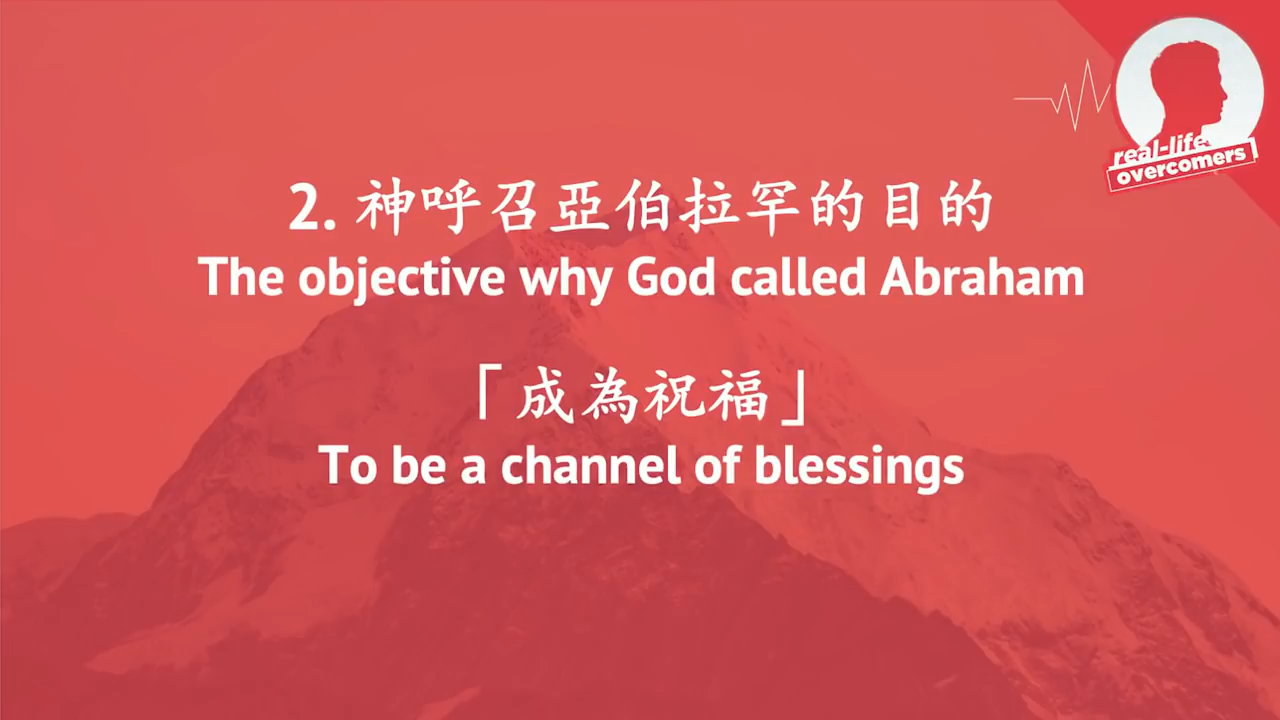 real-life
overcomers
2. 神呼召亞伯拉罕的目的
The objective why God called Abraham
「成為祝福」
To be a channel of blessings